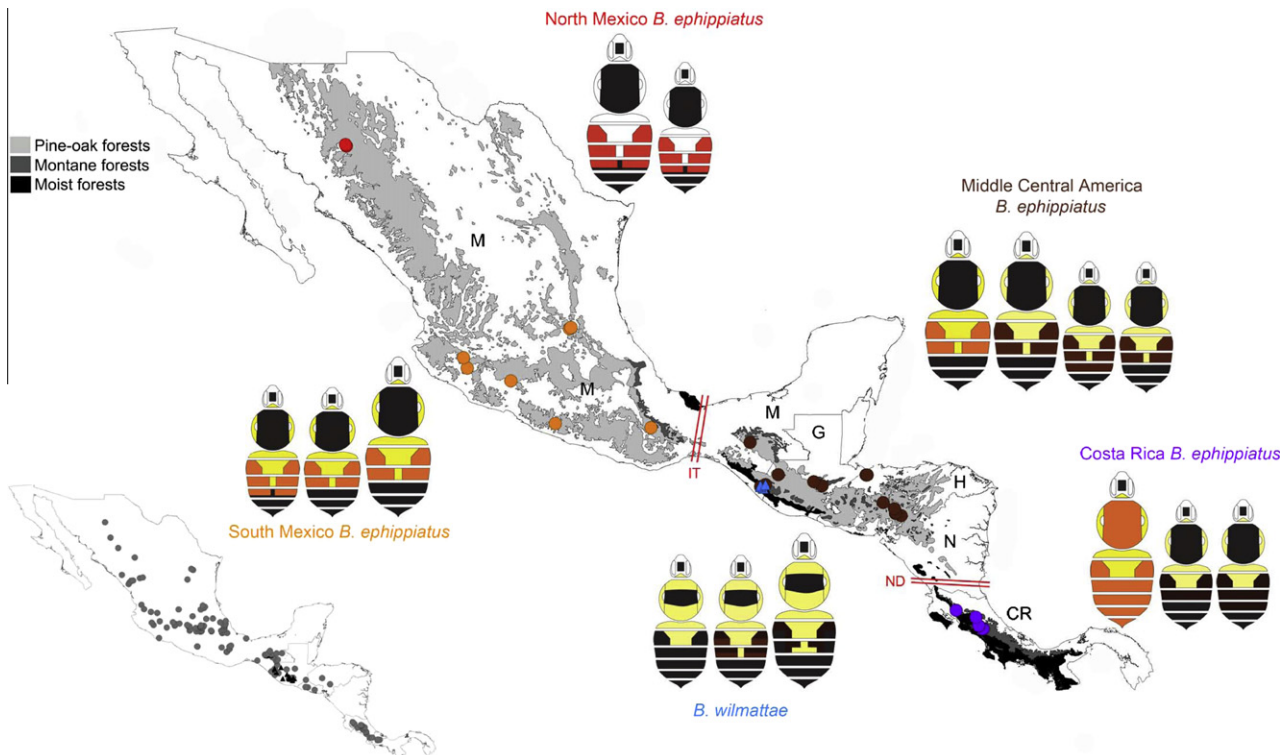 North Mexico B. ephippiatus
Pine-oak forests
Montane forests
Moist forests
Middle Central America
B. ephippiatus
M
M
M
G
IT
H
Costa Rica B. ephippiatus
South Mexico B. ephippiatus
N
ND
CR
B. wilmattae